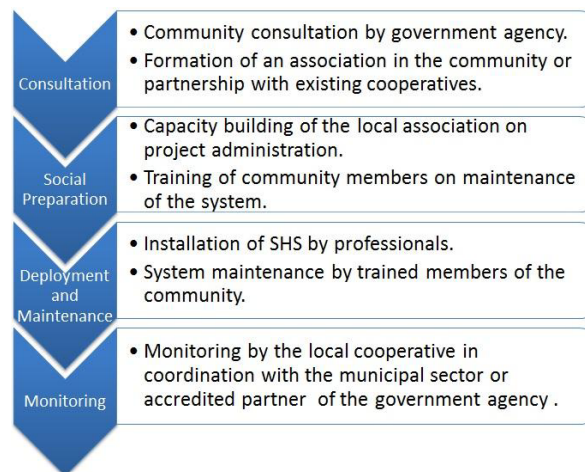 Consultation
• Community consultation by government agency.
• Formation of an association in the community or
partnership with existing cooperatives.
Social
Preparation
• Capacity building of the local association on
project administration.
• Training of community members on maintenance
of the system.
Deployment
and
Maintenance
• Installation of SHS by professionals.
• System maintenance by trained members of the
community.
Monitoring
• Monitoring by the local cooperative in
coordination with the municipal sector or
accredited partner of the government agency .